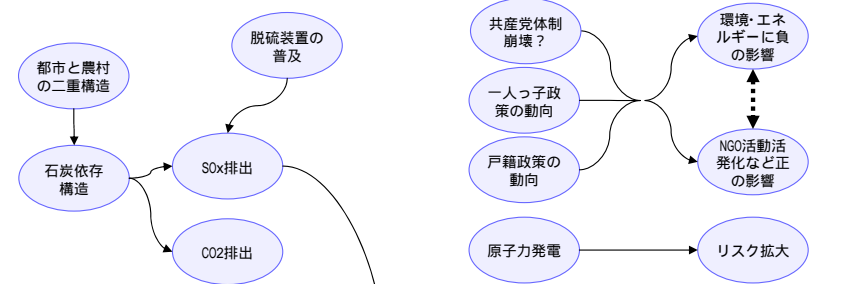 都市と農村
の二重構造
脱硫装置の
普及
石炭依存
構造
SOx排出
CO2排出
共産党体制
崩壊？
一人っ子政
策の動向
戸籍政策の
動向
環境・エネ
ルギーに負
の影響
NGO活動活
発化など正
の影響
原子力発電
リスク拡大